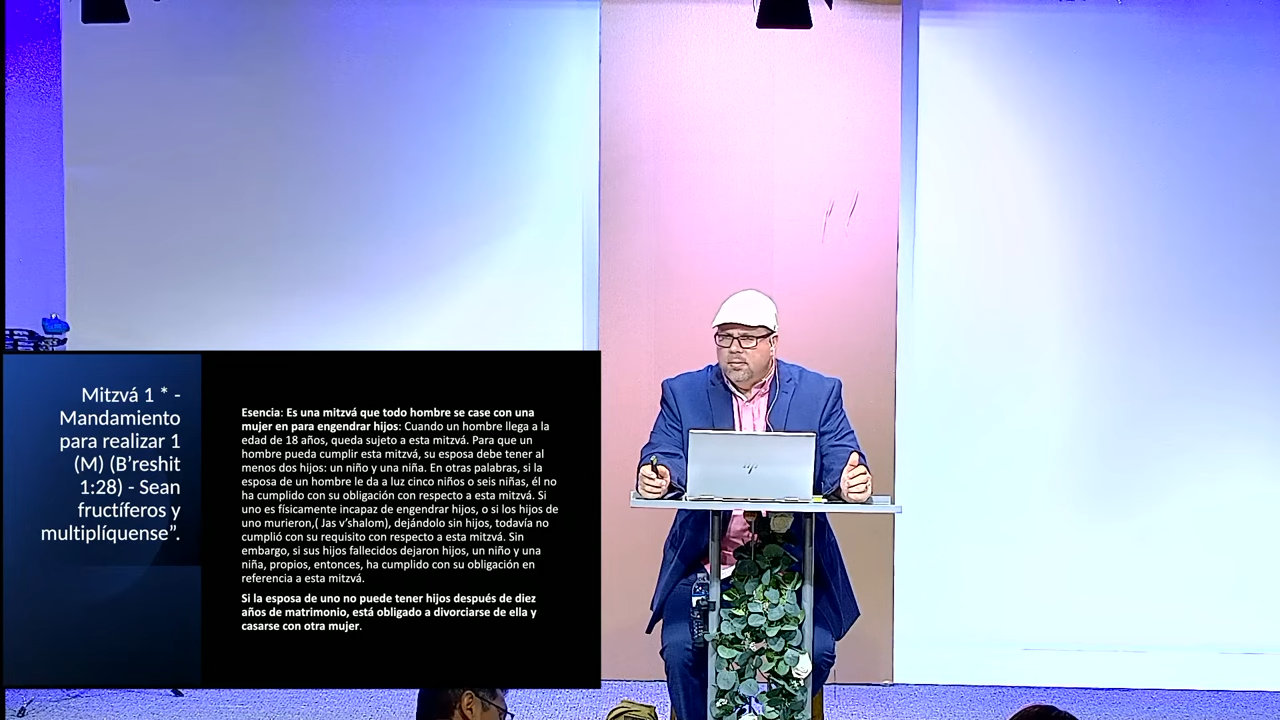 Mitzvá 1 * -
Mandamiento
para realizar 1
(M) (B'reshit
1:28) - Sean
fructíferos y
multiplíquense”.
Esencia: Es una mitzvá que todo hombre se case con una
mujer en para engendrar hijos: Cuando un hombre llega a la
edad de 18 años, queda sujeto a esta mitzvá. Para que un
hombre pueda cumplir esta mitzvá, su esposa debe tener al
menos dos hijos: un niño y una niña. En otras palabras, si la
esposa de un hombre le da a luz cinco niños o seis niñas, él no
ha cumplido con su obligación con respecto a esta mitzvá. Si
uno es físicamente incapaz de engendrar hijos, o si los hijos de
uno murieron,( Jas v’shalom), dejándolo sin hijos, todavía no
cumplió con su requisito con respecto a esta mitzvá. Sin
embargo, si sus hijos fallecidos dejaron hijos, un niño y una
niña, propios, entonces, ha cumplido con su obligación en
referencia a esta mitzvá.
Si la esposa de uno no puede tener hijos después de diez
años de matrimonio, está obligado a divorciarse de ella y
casarse con otra mujer.
hp